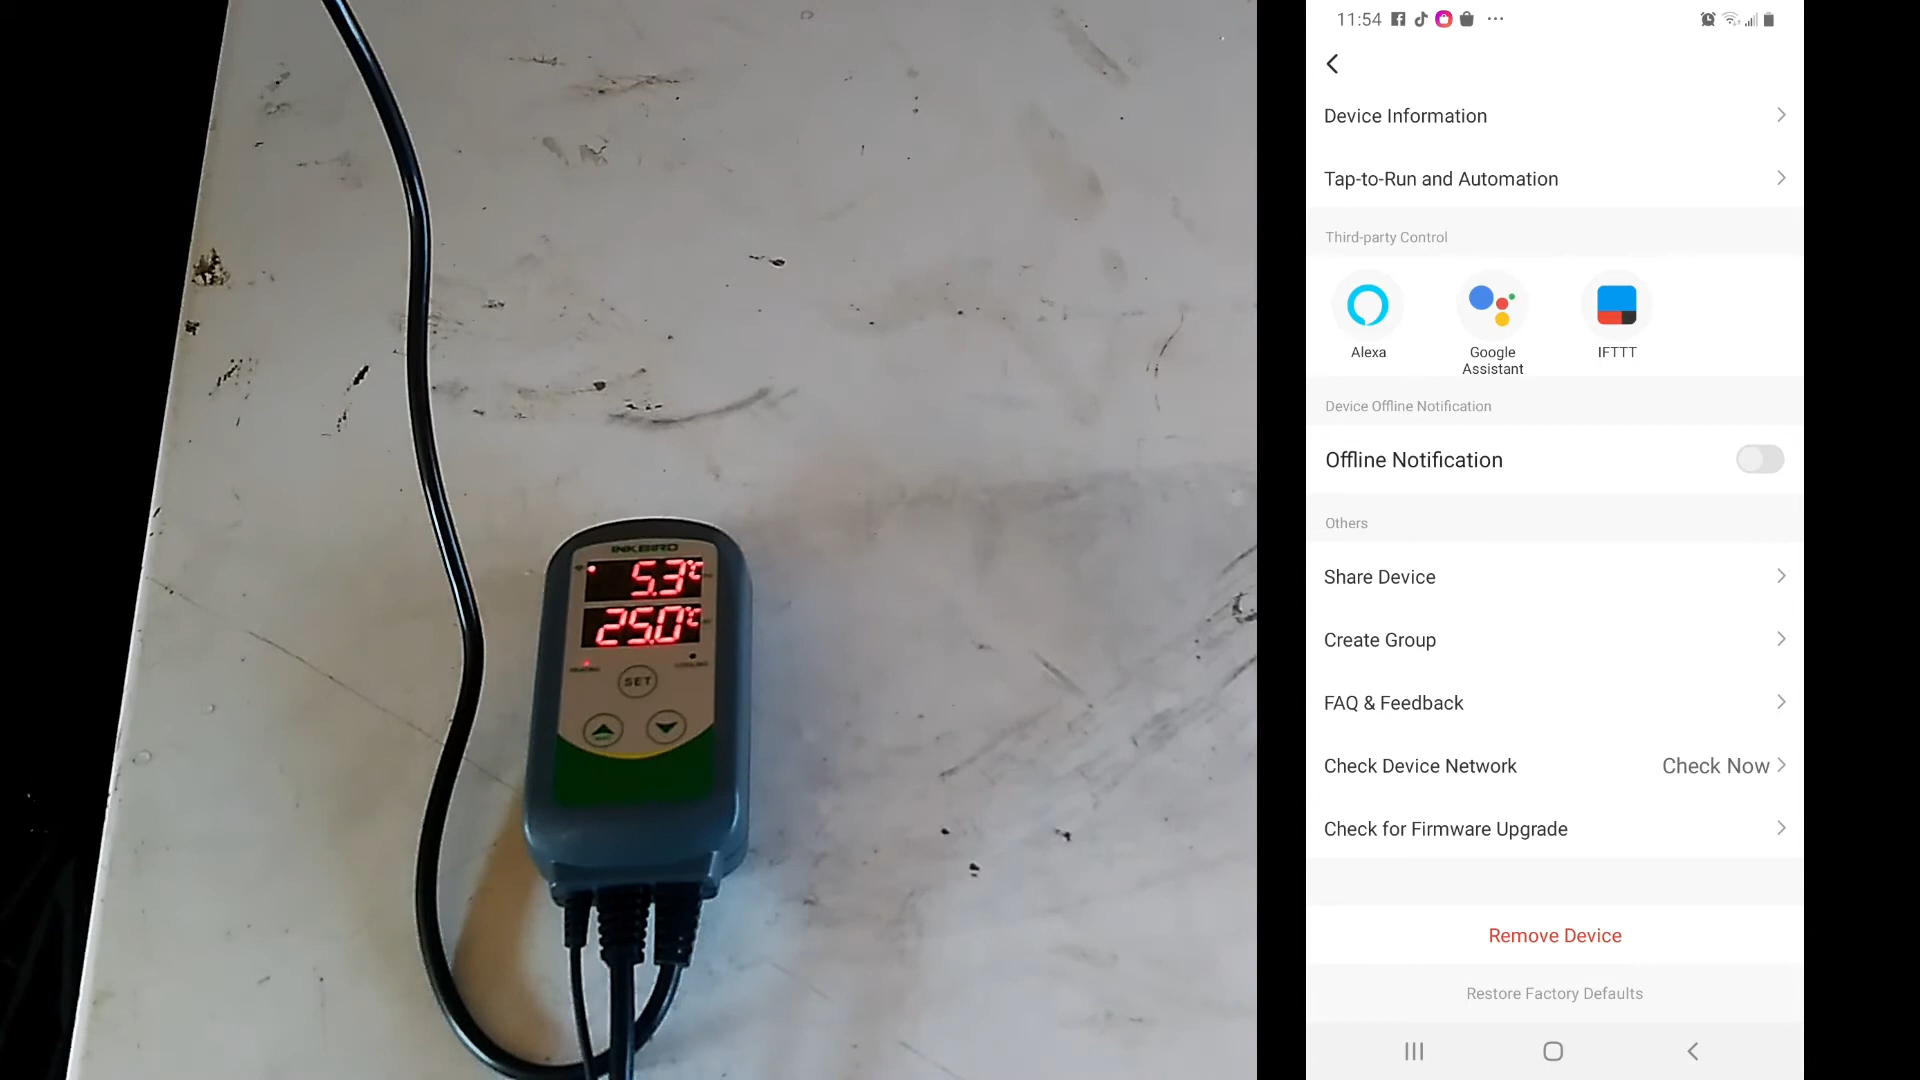 INKBIRD
5.3°C
25.0°C
HEATING
COOLING
SET
11:54
Device Information
Tap-to-Run and Automation
Third-party Control
Alexa
Google
Assistant
IFTTT
Device Offline Notification
Offline Notification
Others
Share Device
Create Group
FAQ & Feedback
Check Device Network
Check Now
Check for Firmware Upgrade
Remove Device
Restore Factory Defaults